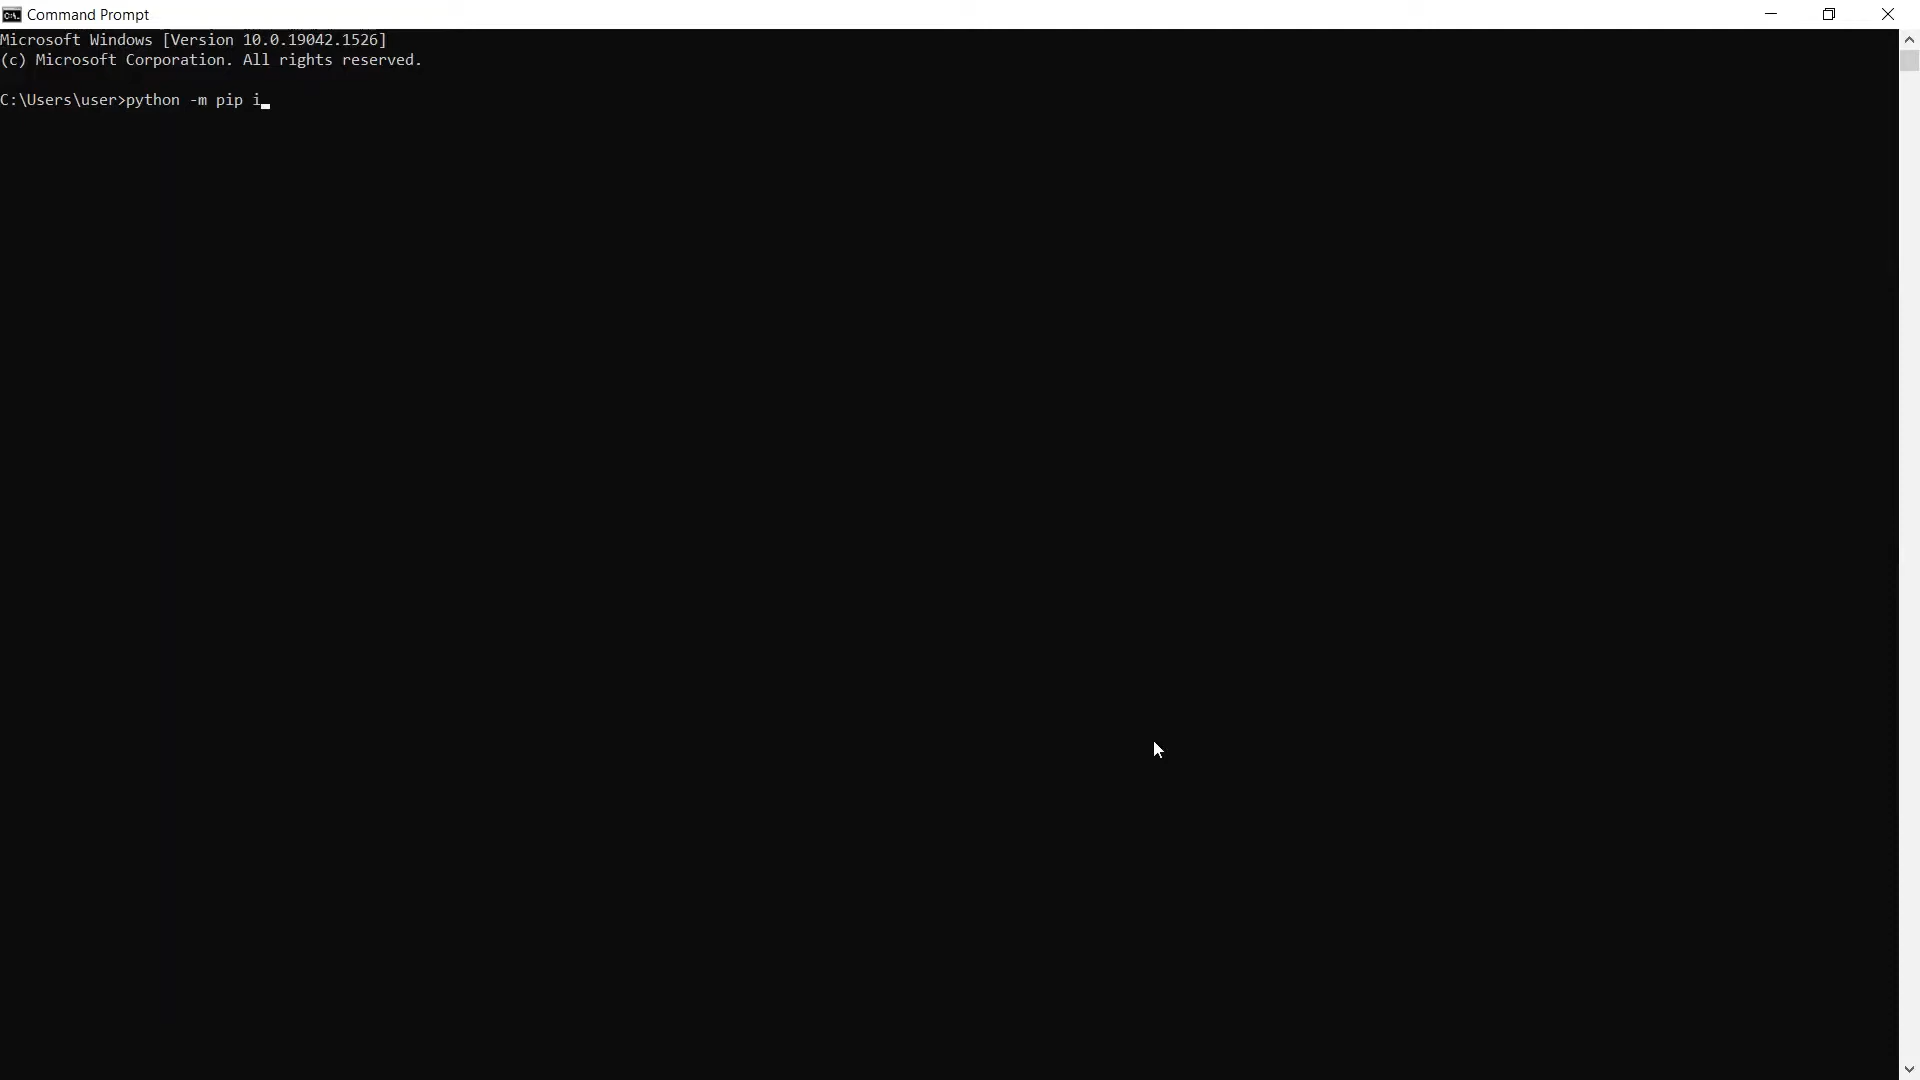 Command Prompt
Microsoft Windows [Version 10.0.19042.1526]
(c) Microsoft Corporation. All rights reserved.
C:\Users\user>python -m pip i